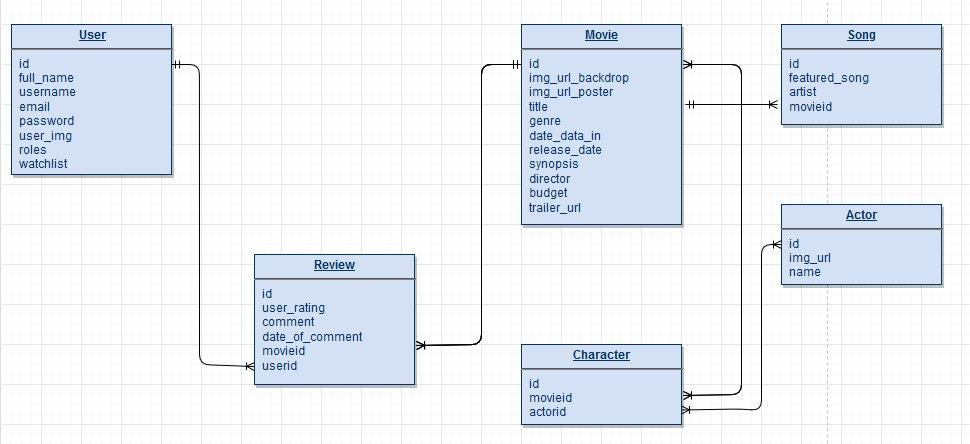 User
id
full_name
username
email
password
user_img
roles
watchlist
Movie
id
img_url_backdrop
img_url_poster
title
genre
date_data_in
release_date
synopsis
director
budget
trailer_url
Song
id
featured_song
artist
movieid
Actor
id
img_url
name
Review
id
user_rating
comment
date_of_comment
movieid
userid
Character
id
movieid
actorid